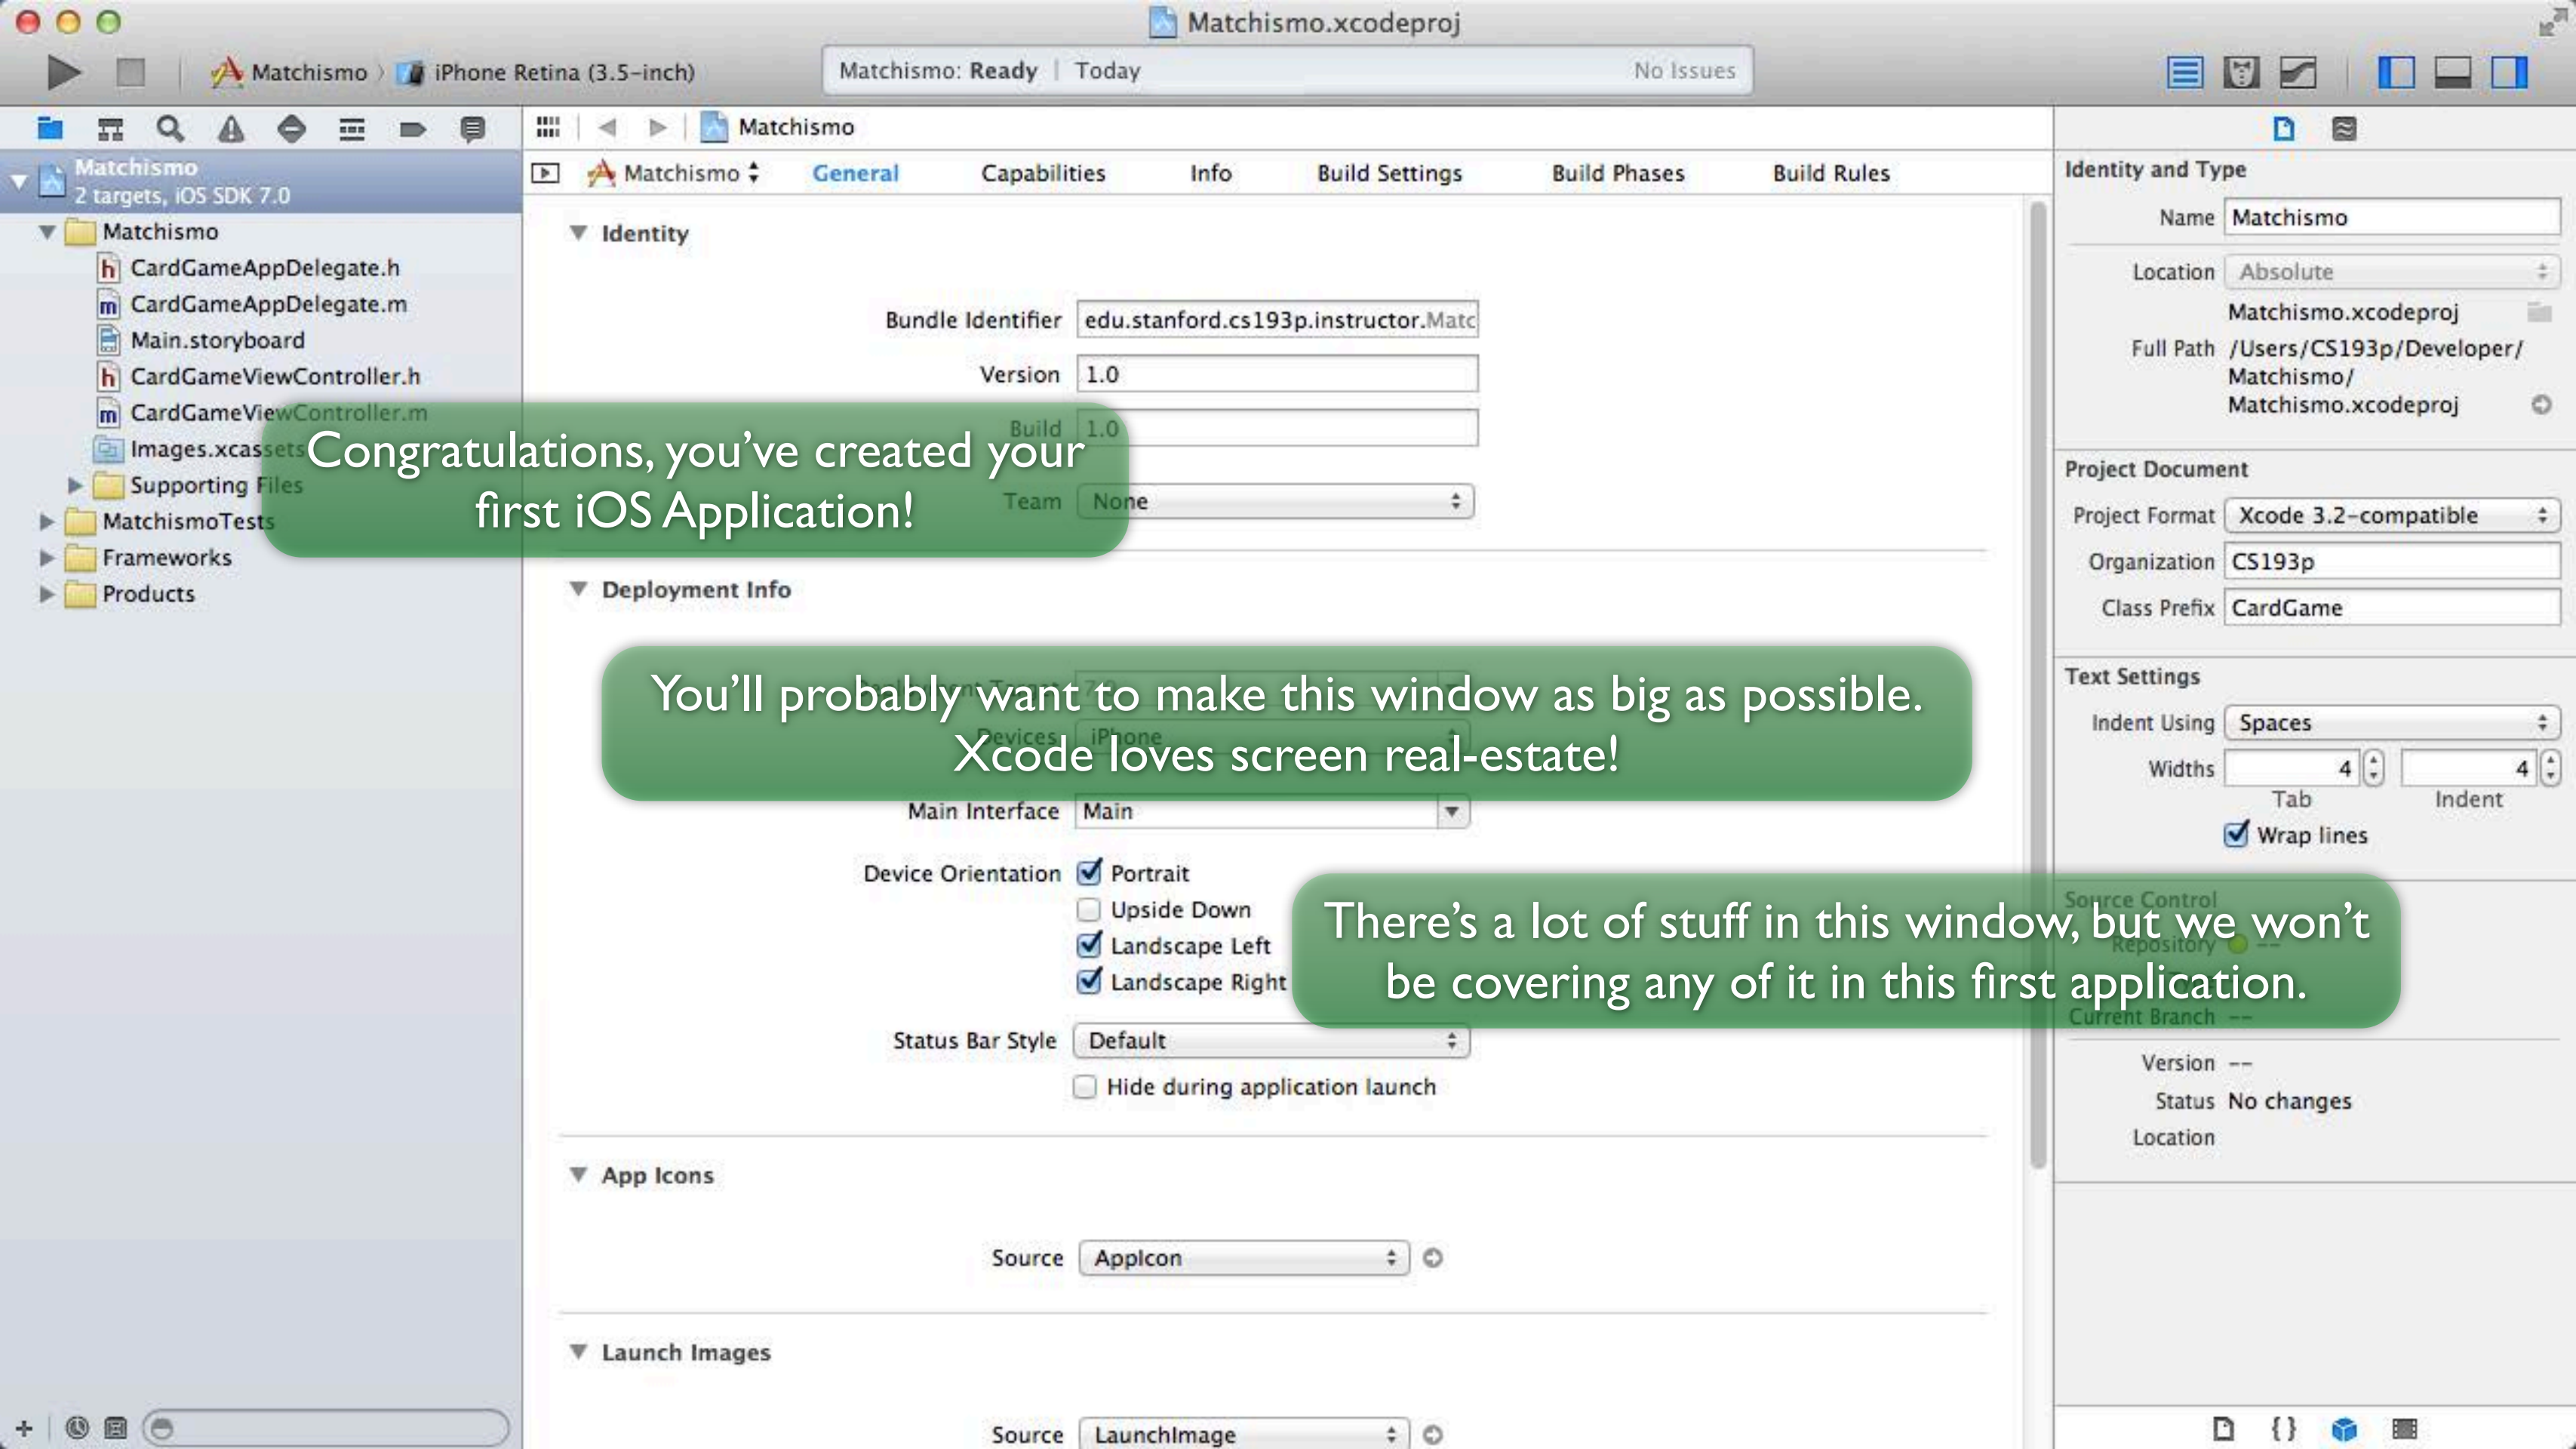 Matchismo.xcodeproj
Matchismo
iPhone Retina (3.5-inch)
Matchismo: Ready | Today
No Issues
Matchismo
2 targets, iOS SDK 7.0
Matchismo
CardGameAppDelegate.h
CardGameAppDelegate.m
Main.storyboard
CardGameViewController.h
CardGameViewController.m
Images.xcassets
Supporting Files
MatchismoTests
Frameworks
Products
Matchismo
Matchismo
General
Capabilities
Info
Build Settings
Build Phases
Build Rules
Identity
Bundle Identifier edu.stanford.cs193p.instructor.Matc
Version 1.0
Build 1.0
Team None
Congratulations, you've created your
first iOS Application!
Deployment Info
Deployment Target 7.0
Devices iPhone
You'll probably want to make this window as big as possible.
Xcode loves screen real-estate!
Main Interface Main
Device Orientation Portrait
Upside Down
Landscape Left
Landscape Right
There's a lot of stuff in this window, but we won't
be covering any of it in this first application.
Status Bar Style Default
Hide during application launch
App Icons
Source AppIcon
Launch Images
Source LaunchImage
Identity and Type
Name Matchismo
Location Absolute
Matchismo.xcodeproj
Full Path /Users/CS193p/Developer/
Matchismo/
Matchismo.xcodeproj
Project Document
Project Format Xcode 3.2-compatible
Organization CS193p
Class Prefix CardGame
Text Settings
Indent Using Spaces
Widths 4 4
Tab Indent
Wrap lines
Source Control
Repository --
Current Branch --
Version --
Status No changes
Location